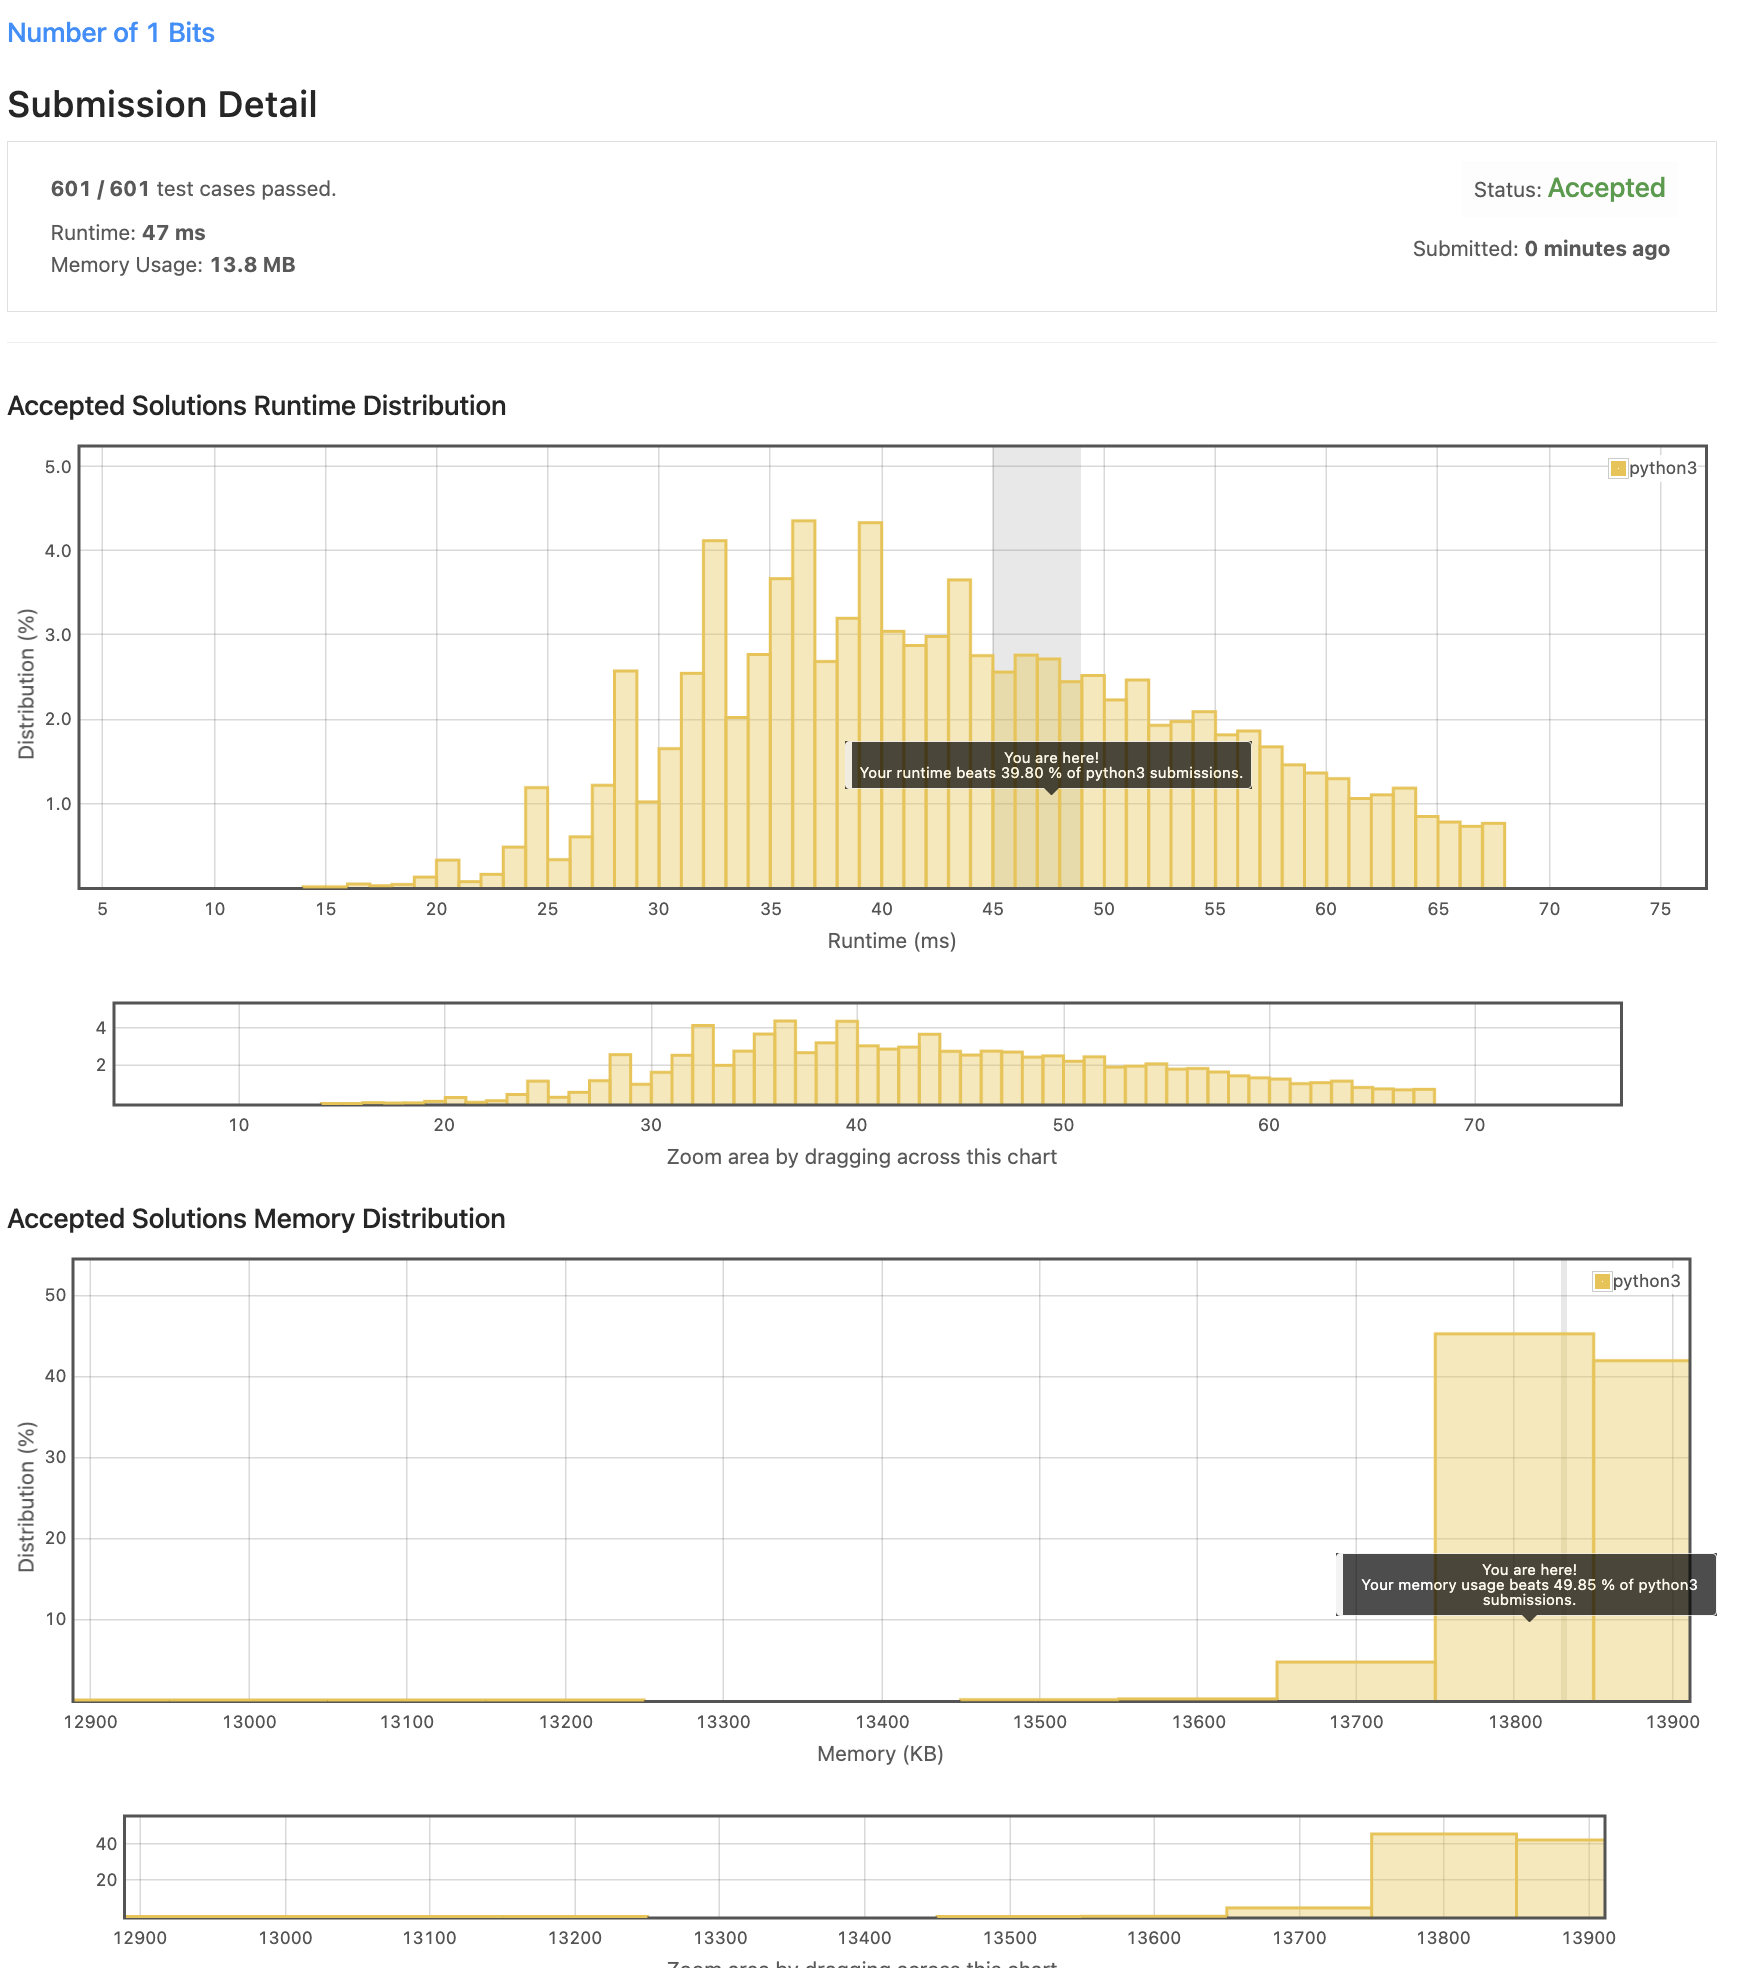 Number of 1 Bits
Submission Detail
601 / 601 test cases passed.
Status: Accepted
Runtime: 47 ms
Submitted: 0 minutes ago
Memory Usage: 13.8 MB
Accepted Solutions Runtime Distribution
python3
5.0
4.0
3.0
2.0
1.0
Distribution (%)
You are here!
Your runtime beats 39.80 % of python3 submissions.
5 10 15 20 25 30 35 40 45 50 55 60 65 70 75
Runtime (ms)
4
2
10 20 30 40 50 60 70
Zoom area by dragging across this chart
Accepted Solutions Memory Distribution
python3
50
40
30
20
10
Distribution (%)
You are here!
Your memory usage beats 49.85 % of python3
submissions.
12900 13000 13100 13200 13300 13400 13500 13600 13700 13800 13900
Memory (KB)
40
20
12900 13000 13100 13200 13300 13400 13500 13600 13700 13800 13900
Zoom area by dragging across this chart